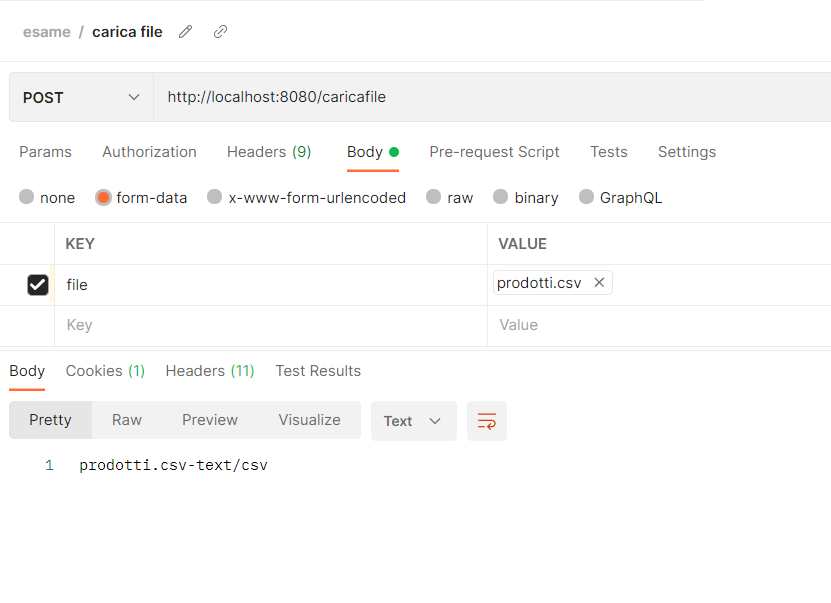 esame / carica file
POST http://localhost:8080/caricafile
Params Authorization Headers (9) Body Pre-request Script Tests Settings
none form-data x-www-form-urlencoded raw binary GraphQL
KEY VALUE
file prodotti.csv
Key Value
Body Cookies (1) Headers (11) Test Results
Pretty Raw Preview Visualize Text
1 prodotti.csv-text/csv